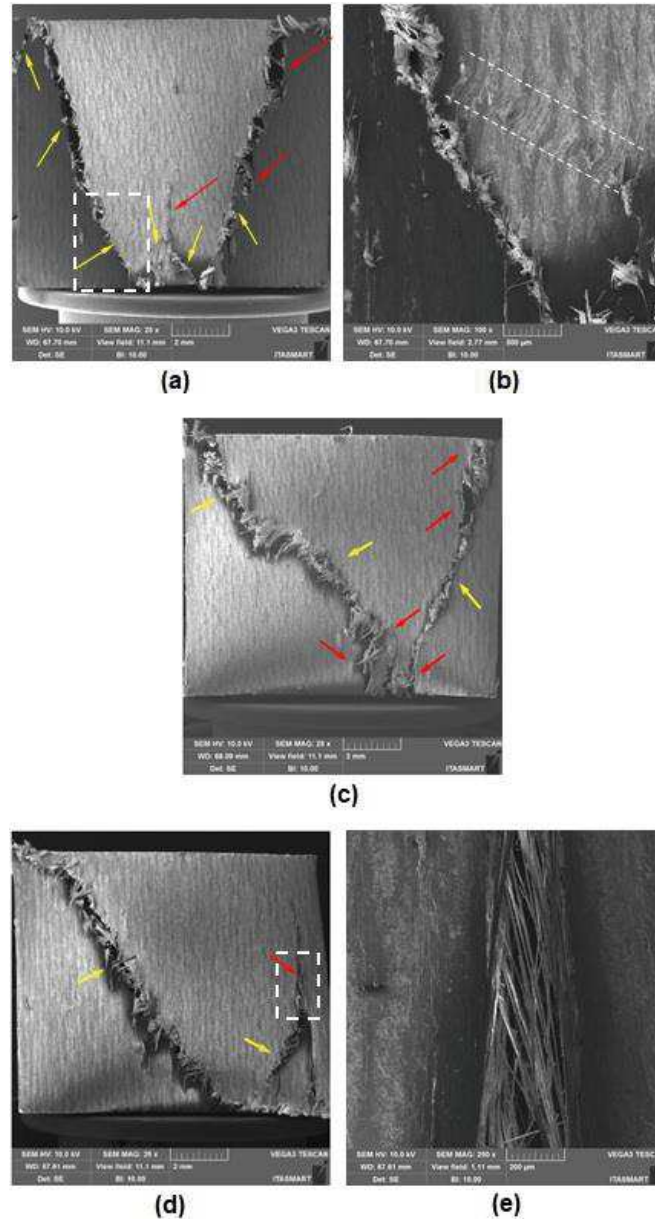 SEM HV: 10.0 kV SEM MAG: 25 x VEGA3 TESCAN
WD: 67.70 mm View field: 11.1 mm 2 mm
Det: SE BI: 10.00 ITASMART
(a)
SEM HV: 10.0 kV SEM MAG: 100 x VEGA3 TESCAN
WD: 67.70 mm View field: 2.77 mm 500 µm
Det: SE BI: 10.00 ITASMART
(b)
SEM HV: 10.0 kV SEM MAG: 25 x VEGA3 TESCAN
View field: 11.1 mm 2 mm
Det: SE BI: 10.00 ITASMART
(c)
SEM HV: 10.0 kV SEM MAG: 25 x VEGA3 TESCAN
WD: 67.61 mm View field: 11.1 mm 2 mm
Det: SE BI: 10.00 ITASMART
(d)
SEM HV: 10.0 kV SEM MAG: 250 x VEGA3 TESCAN
WD: 67.61 mm View field: 1.11 mm 200 µm
Det: SE BI: 10.00 ITASMART
(e)